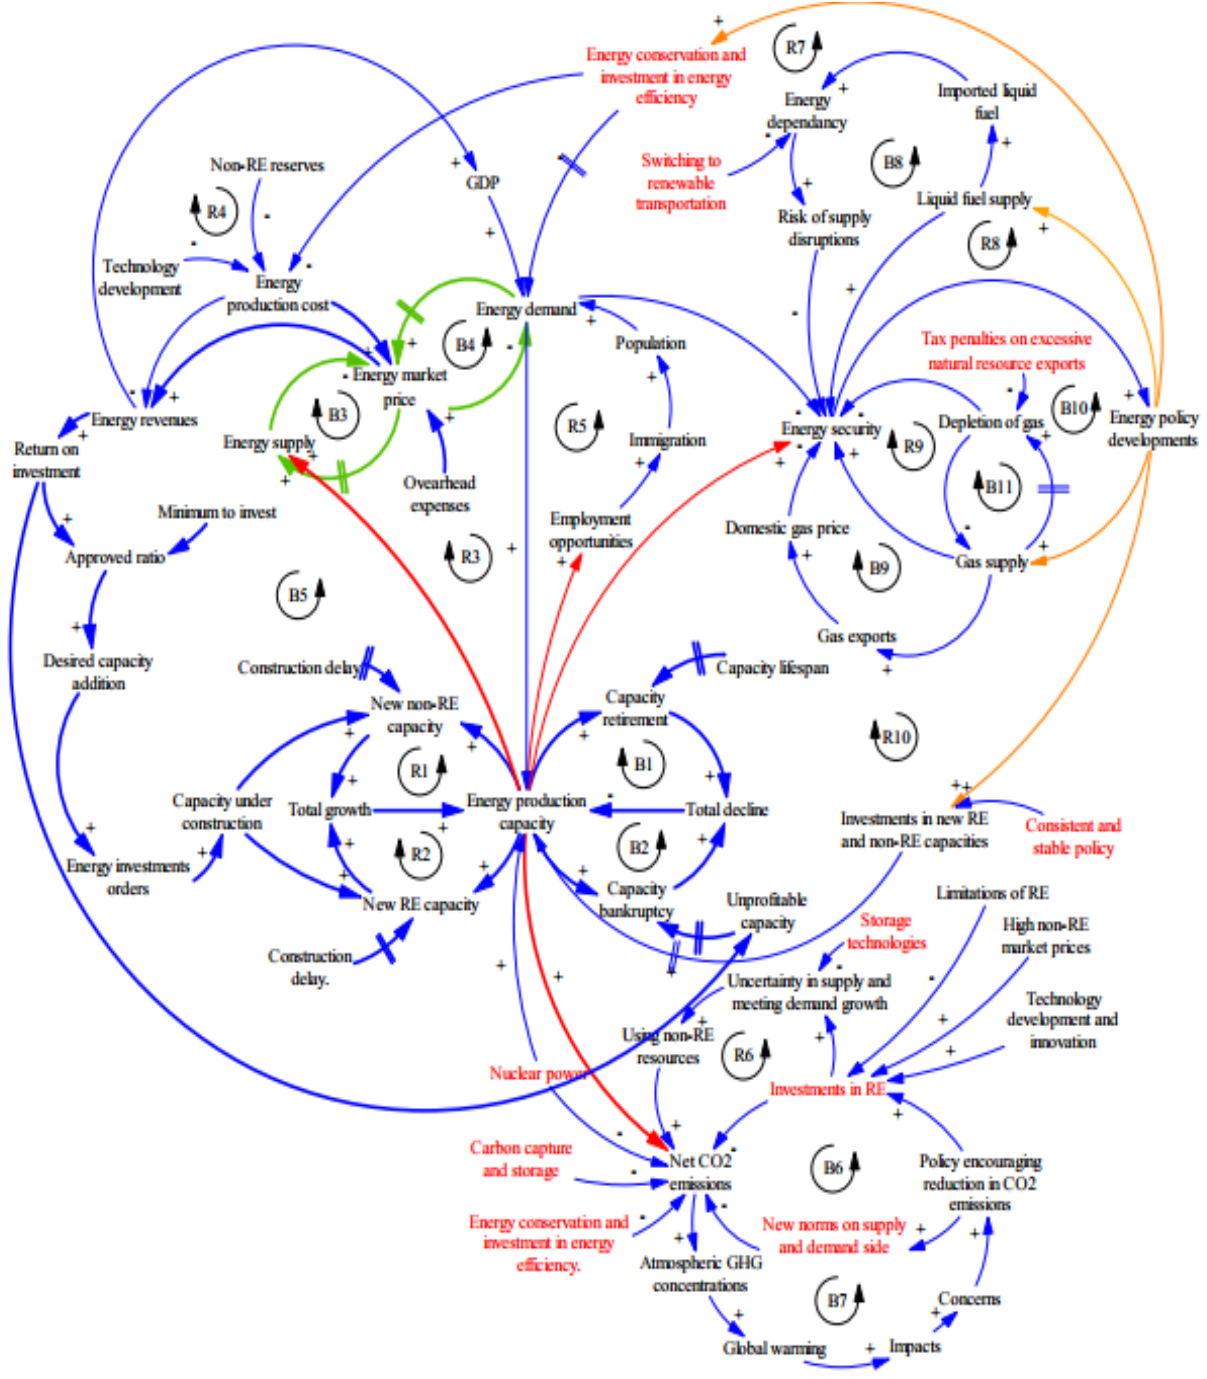 Energy conservation and
investment in energy
efficiency
R7
Imported liquid
fuel
Energy
dependancy
Non-RE reserves
GDP
Switching to
renewable
transportation
B8
Liquid fuel supply
R4
Risk of supply
disruptions
R8
Technology
development
Energy
production cost
Energy demand
B4
Population
Tax penalties on excessive
natural resource exports
Energy market
price
B3
Energy revenues
Energy supply
R5
Immigration
Energy security
R9
Depletion of gas
B10
Energy policy
developments
Return on
investment
Ovearhead
expenses
B11
Minimum to invest
Employment
opportunities
Domestic gas price
Approved ratio
R3
B9
Gas supply
B5
Gas exports
Desired capacity
addition
Construction delay
Capacity lifespan
New non-RE
capacity
Capacity
retirement
R10
R1
B1
Capacity under
construction
Total growth
Energy production
capacity
Total decline
Investments in new RE
and non-RE capacities
Consistent and
stable policy
R2
B2
Energy investments
orders
New RE capacity
Capacity
bankruptcy
Unprofitable
capacity
Limitations of RE
Storage
technologies
High non-RE
market prices
Construction
delay.
Uncertainty in supply and
meeting demand growth
Technology
development and
innovation
Using non-RE
resources
R6
Nuclear power
Investments in RE
Carbon capture
and storage
Net CO2
emissions
B6
Policy encouraging
reduction in CO2
emissions
Energy conservation and
investment in energy
efficiency.
New norms on supply
and demand side
Atmospheric GHG
concentrations
B7
Concerns
Global warming
Impacts